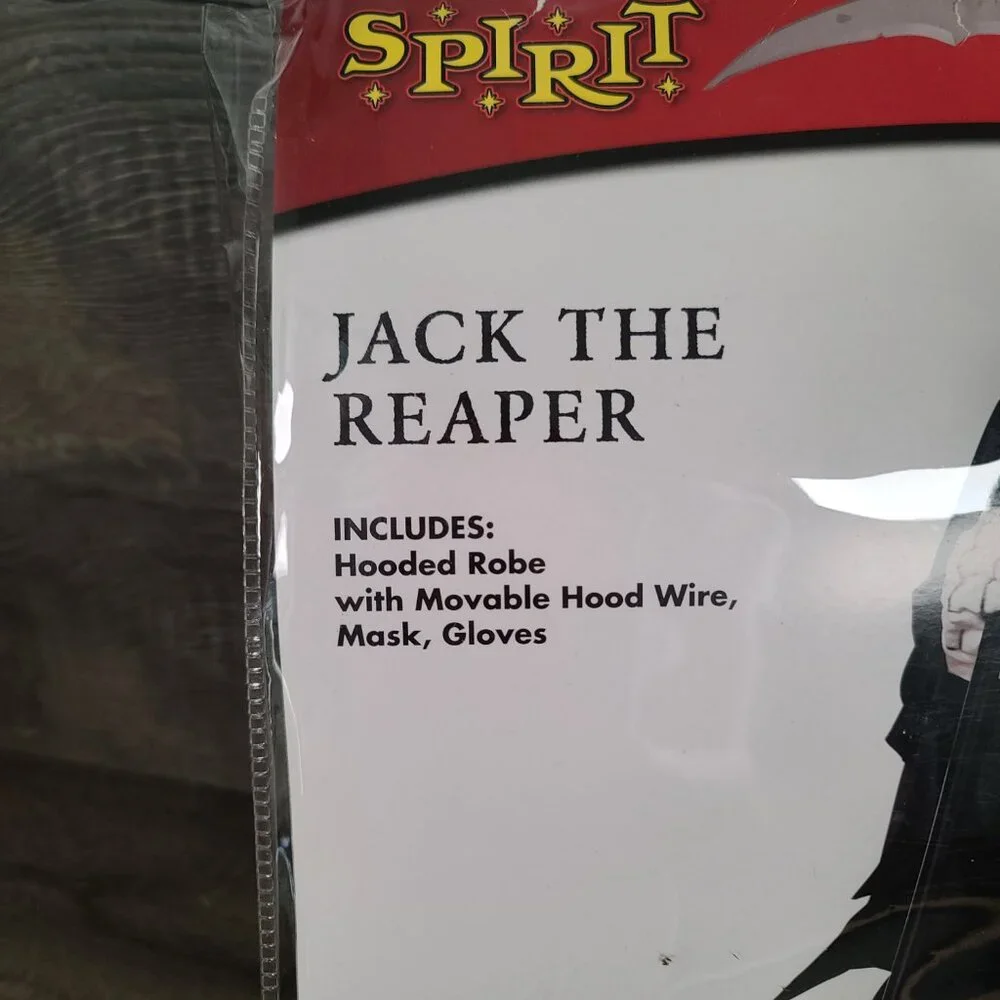 SPIRIT
JACK THE
REAPER
INCLUDES:
Hooded Robe
with Movable Hood Wire,
Mask, Gloves